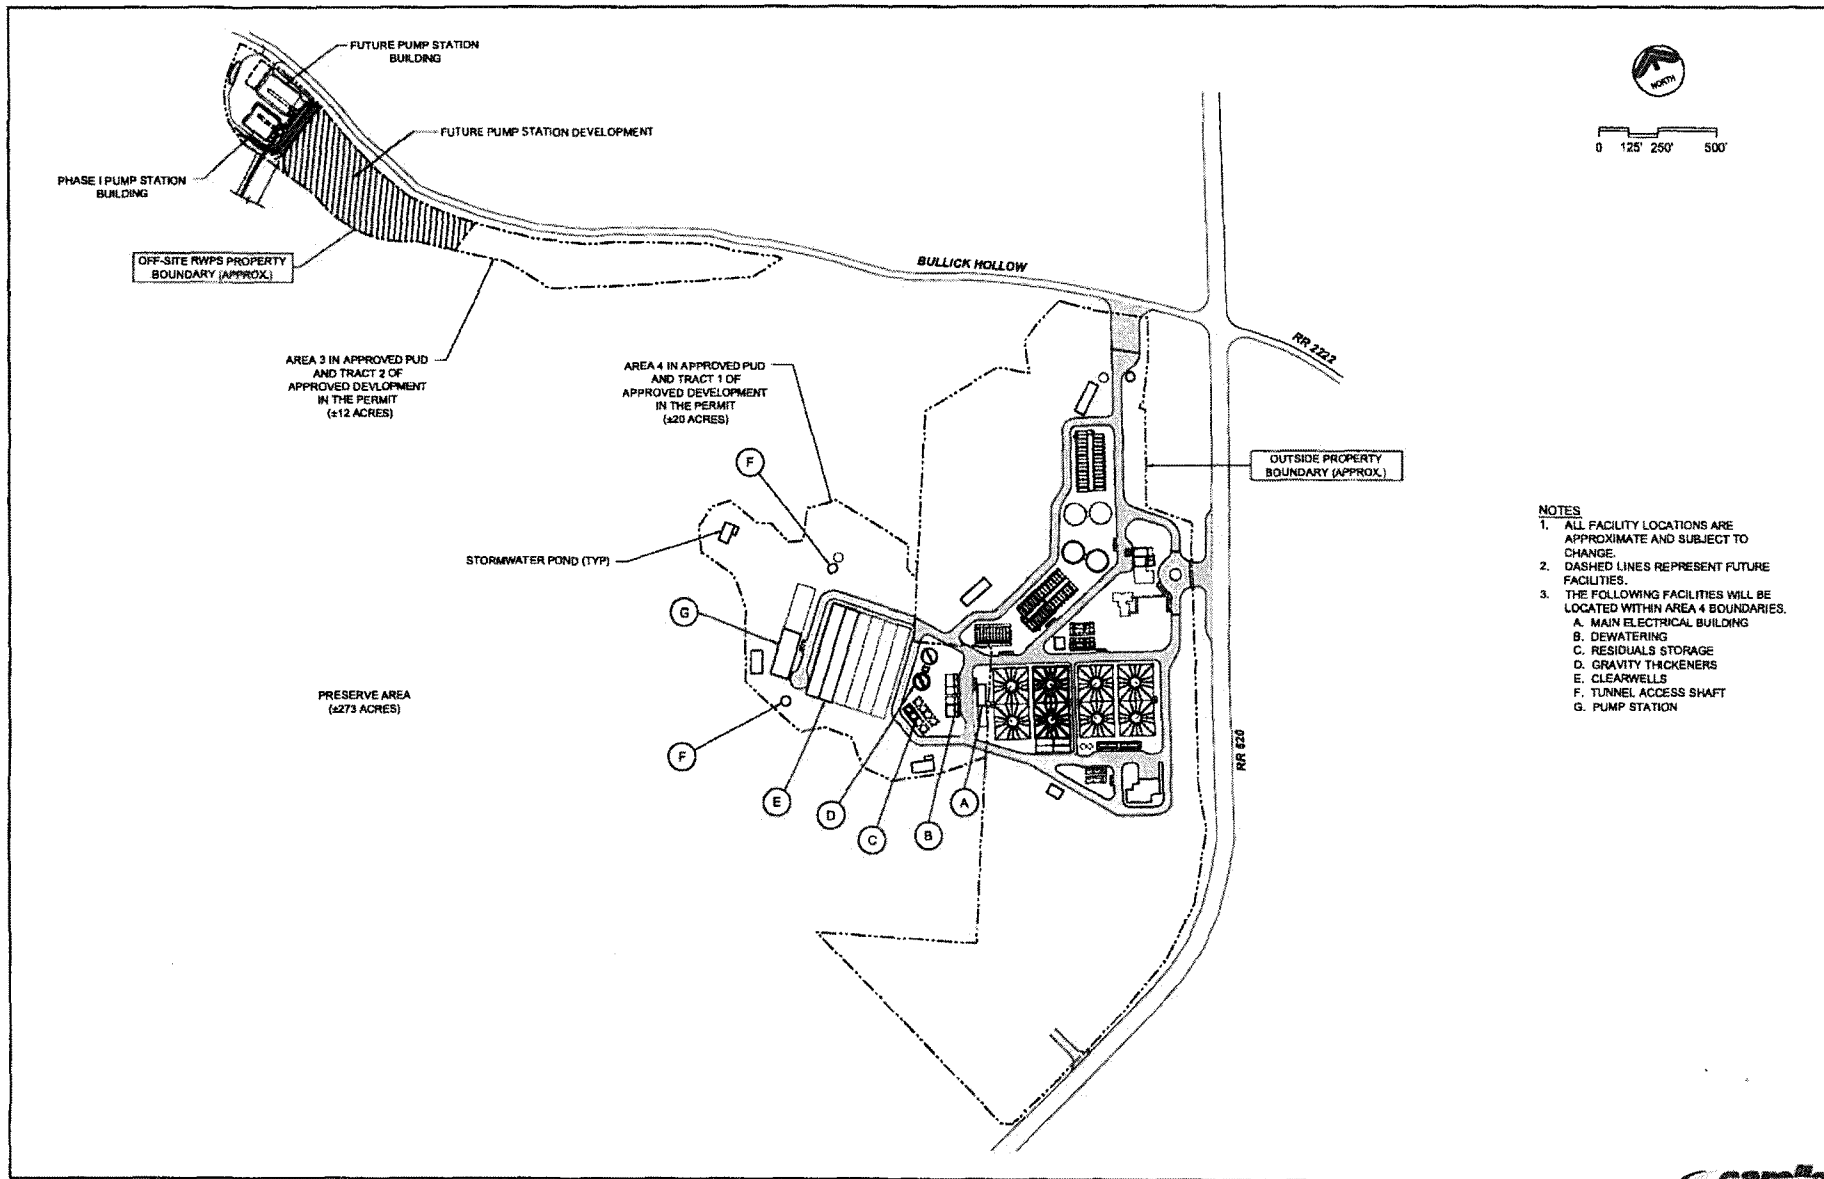 FUTURE PUMP STATION
BUILDING
FUTURE PUMP STATION DEVELOPMENT
PHASE I PUMP STATION
BUILDING
OFF-SITE RWPS PROPERTY
BOUNDARY (APPROX.)
NORTH
0 125' 250' 500'
BULLICK HOLLOW
RR 2222
AREA 3 IN APPROVED PUD
AND TRACT 2 OF
APPROVED DEVLOPMENT
IN THE PERMIT
(±12 ACRES)
AREA 4 IN APPROVED PUD
AND TRACT 1 OF
APPROVED DEVELOPMENT
IN THE PERMIT
(±20 ACRES)
OUTSIDE PROPERTY
BOUNDARY (APPROX.)
F
STORMWATER POND (TYP)
G
PRESERVE AREA
(±273 ACRES)
F
E
D
C
B
A
RR 620
NOTES
1. ALL FACILITY LOCATIONS ARE
APPROXIMATE AND SUBJECT TO
CHANGE.
2. DASHED LINES REPRESENT FUTURE
FACILITIES.
3. THE FOLLOWING FACILITIES WILL BE
LOCATED WITHIN AREA 4 BOUNDARIES.
A. MAIN ELECTRICAL BUILDING
B. DEWATERING
C. RESIDUALS STORAGE
D. GRAVITY THICKENERS
E. CLEARWELLS
F. TUNNEL ACCESS SHAFT
G. PUMP STATION